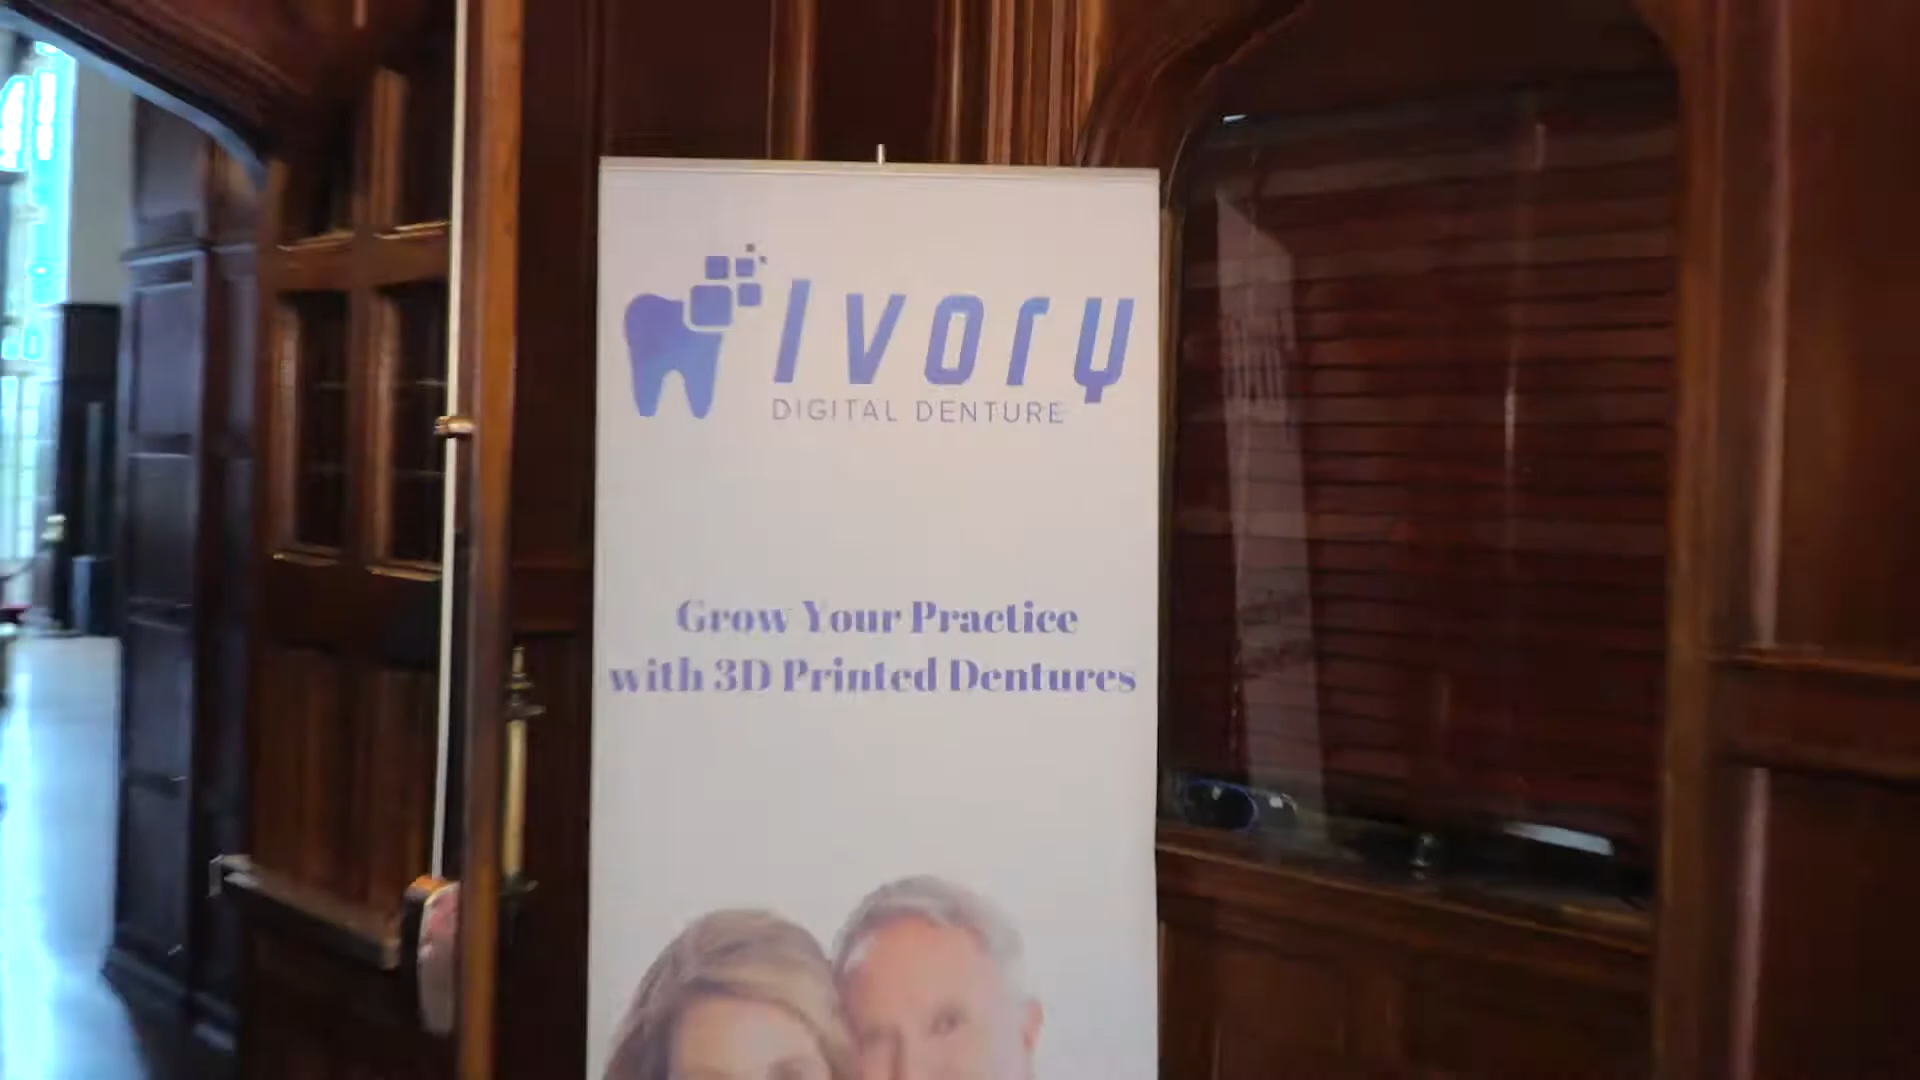 Ivory
DIGITAL DENTURE
Grow Your Practice
with 3D Printed Dentures